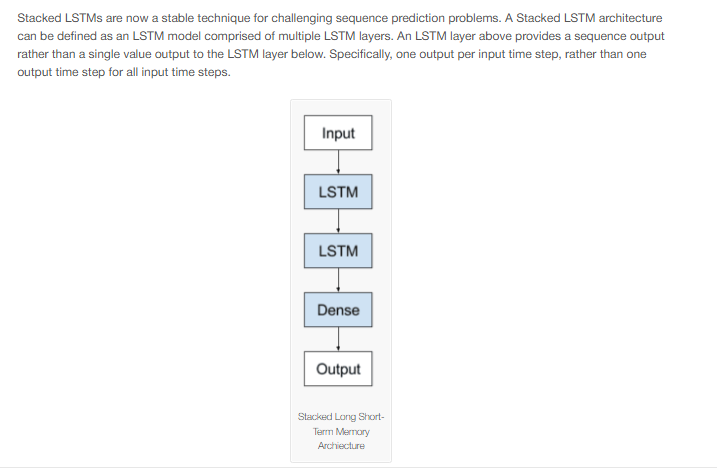 Stacked LSTMs are now a stable technique for challenging sequence prediction problems. A Stacked LSTM architecture
can be defined as an LSTM model comprised of multiple LSTM layers. An LSTM layer above provides a sequence output
rather than a single value output to the LSTM layer below. Specifically, one output per input time step, rather than one
output time step for all input time steps.
Input
LSTM
LSTM
Dense
Output
Stacked Long Short-
Term Memory
Archiecture